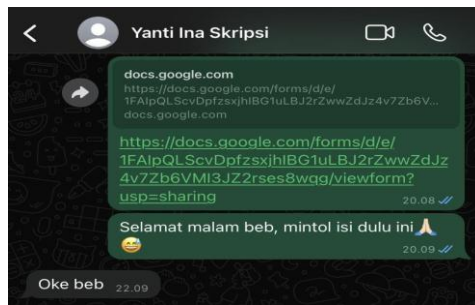 Yanti Ina Skripsi
docs.google.com
https://docs.google.com/forms/d/e/
1FAIpQLScvDpfzsxjhlBG1uLBJ2rZwwZdJz4v7Zb6V...
docs.google.com
https://docs.google.com/forms/d/e/
1FAIpQLScvDpfzsxjhlBG1uLBJ2rZwwZdJz
4v7Zb6VMI3JZ2rses8wqg/viewform?
usp=sharing
20.08
Selamat malam beb, mintol isi dulu ini🙏🏻
😅
20.09
Oke beb 22.09